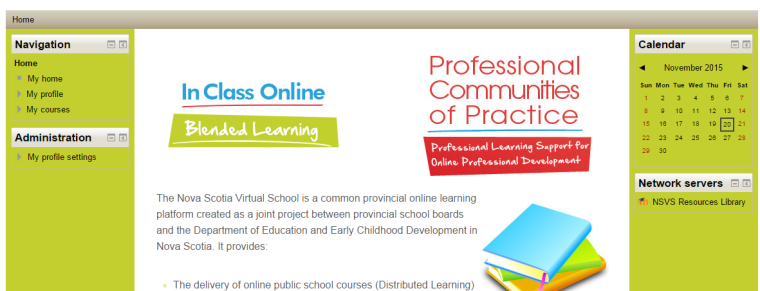 Home
Navigation
Home
My home
My profile
My courses
Administration
My profile settings
In Class Online
Blended Learning
Professional
Communities
of Practice
Professional Learning Support for
Online Professional Development
The Nova Scotia Virtual School is a common provincial online learning
platform created as a joint project between provincial school boards
and the Department of Education and Early Childhood Development in
Nova Scotia. It provides:
The delivery of online public school courses (Distributed Learning)
Calendar
◄ November 2015 ►
Sun Mon Tue Wed Thu Fri Sat
1 2 3 4 5 6 7
8 9 10 11 12 13 14
15 16 17 18 19 20 21
22 23 24 25 26 27 28
29 30
Network servers
NSVS Resources Library